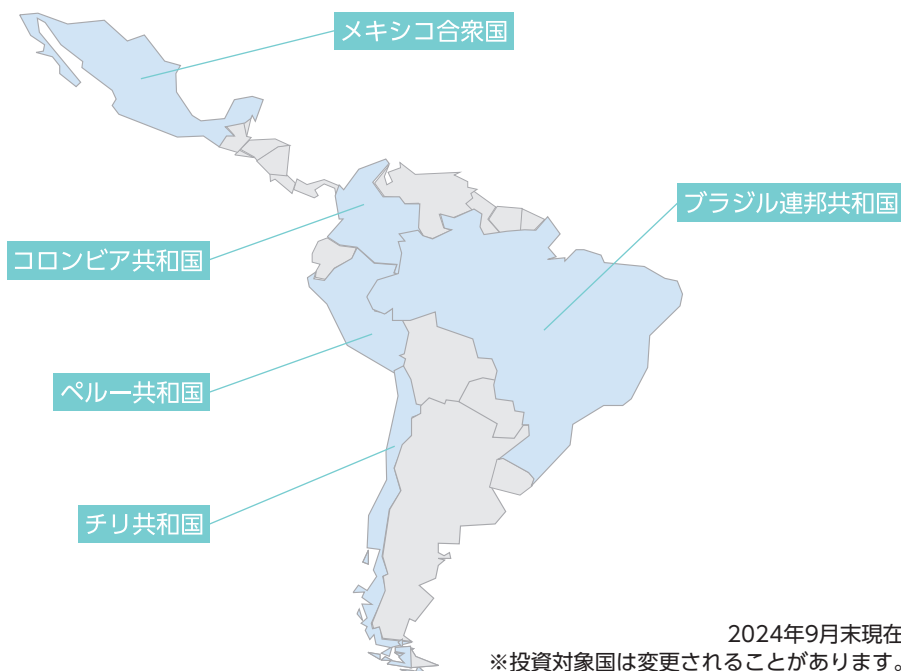 メキシコ合衆国
ブラジル連邦共和国
コロンビア共和国
ペルー共和国
チリ共和国
2024年9月末現在
※投資対象国は変更されることがあります。